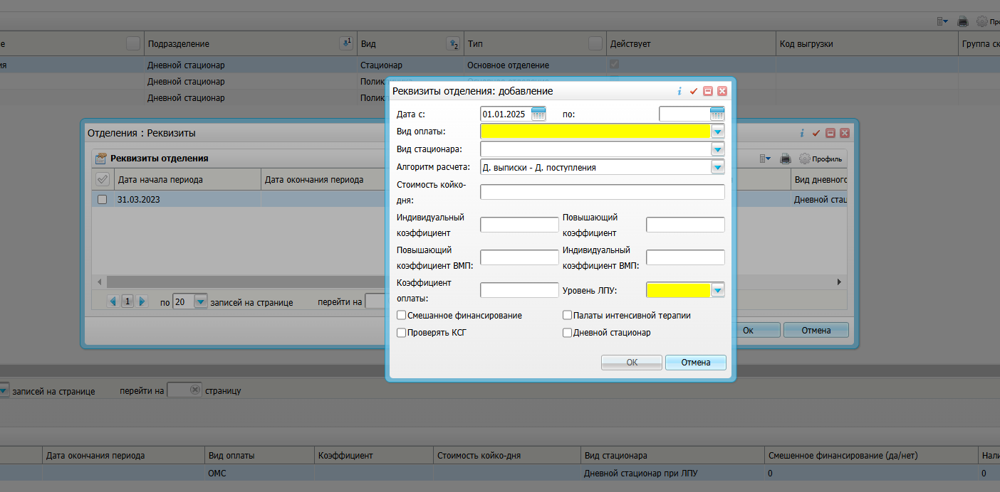 Про
е Подразделение 1 Вид 2 Тип Действует Код выгрузки Группа ск
ия Дневной стационар Стационар Основное отделение
Дневной стационар
Дневной стационар
Отделения : Реквизиты
Реквизиты отделения
Профиль
Дата начала периода Дата окончания периода Вид дневного
31.03.2023 Дневной стац
1 по 20 записей на странице перейти на
Ок Отмена
Реквизиты отделения: добавление
Дата с: 01.01.2025 по:
Вид оплаты:
Вид стационара:
Алгоритм расчета: Д. выписки - Д. поступления
Стоимость койко-
дня:
Индивидуальный Повышающий
коэффициент коэффициент
Повышающий Индивидуальный
коэффициент ВМП: коэффициент ВМП:
Коэффициент
оплаты: Уровень ЛПУ:
Смешанное финансирование Палаты интенсивной терапии
Проверять КСГ Дневной стационар
ОК Отмена
записей на странице перейти на страницу
Дата окончания периода Вид оплаты Коэффициент Стоимость койко-дня Вид стационара Смешенное финансирование (да/нет) Нали
ОМС Дневной стационар при ЛПУ 0 0